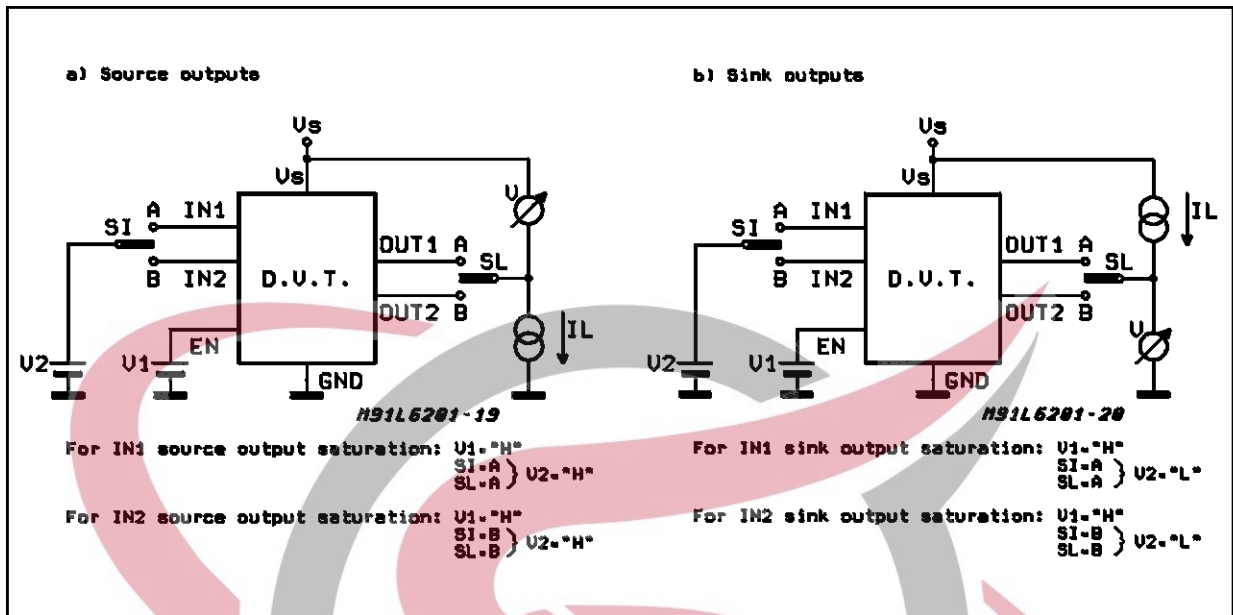 a) Source outputs
Vs
Vs
V
A IN1
SI
B IN2
D.V.T.
OUT1 A
SL
OUT2 B
IL
EN
V2
V1
GND
M91L6201-19
For IN1 source output saturation: V1="H"
SI=A
SL=A } V2="H"
For IN2 source output saturation: V1="H"
SI=B
SL=B } V2="H"
b) Sink outputs
Vs
Vs
IL
A IN1
SI
B IN2
D.V.T.
OUT1 A
SL
OUT2 B
V
EN
V2
V1
GND
M91L6201-20
For IN1 sink output saturation: V1="H"
SI=A
SL=A } V2="L"
For IN2 sink output saturation: V1="H"
SI=B
SL=B } V2="L"